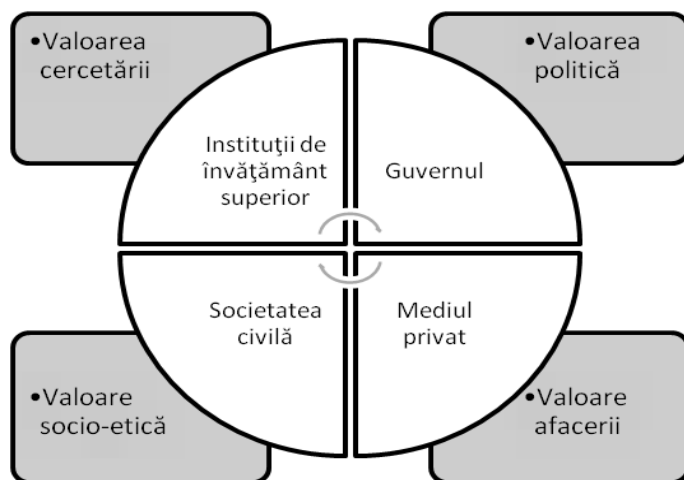 •Valoarea
cercetării
•Valoarea
politică
Instituţii de
învăţământ
superior
Guvernul
Societatea
civilă
Mediul
privat
•Valoare
socio-etică
•Valoare
afacerii